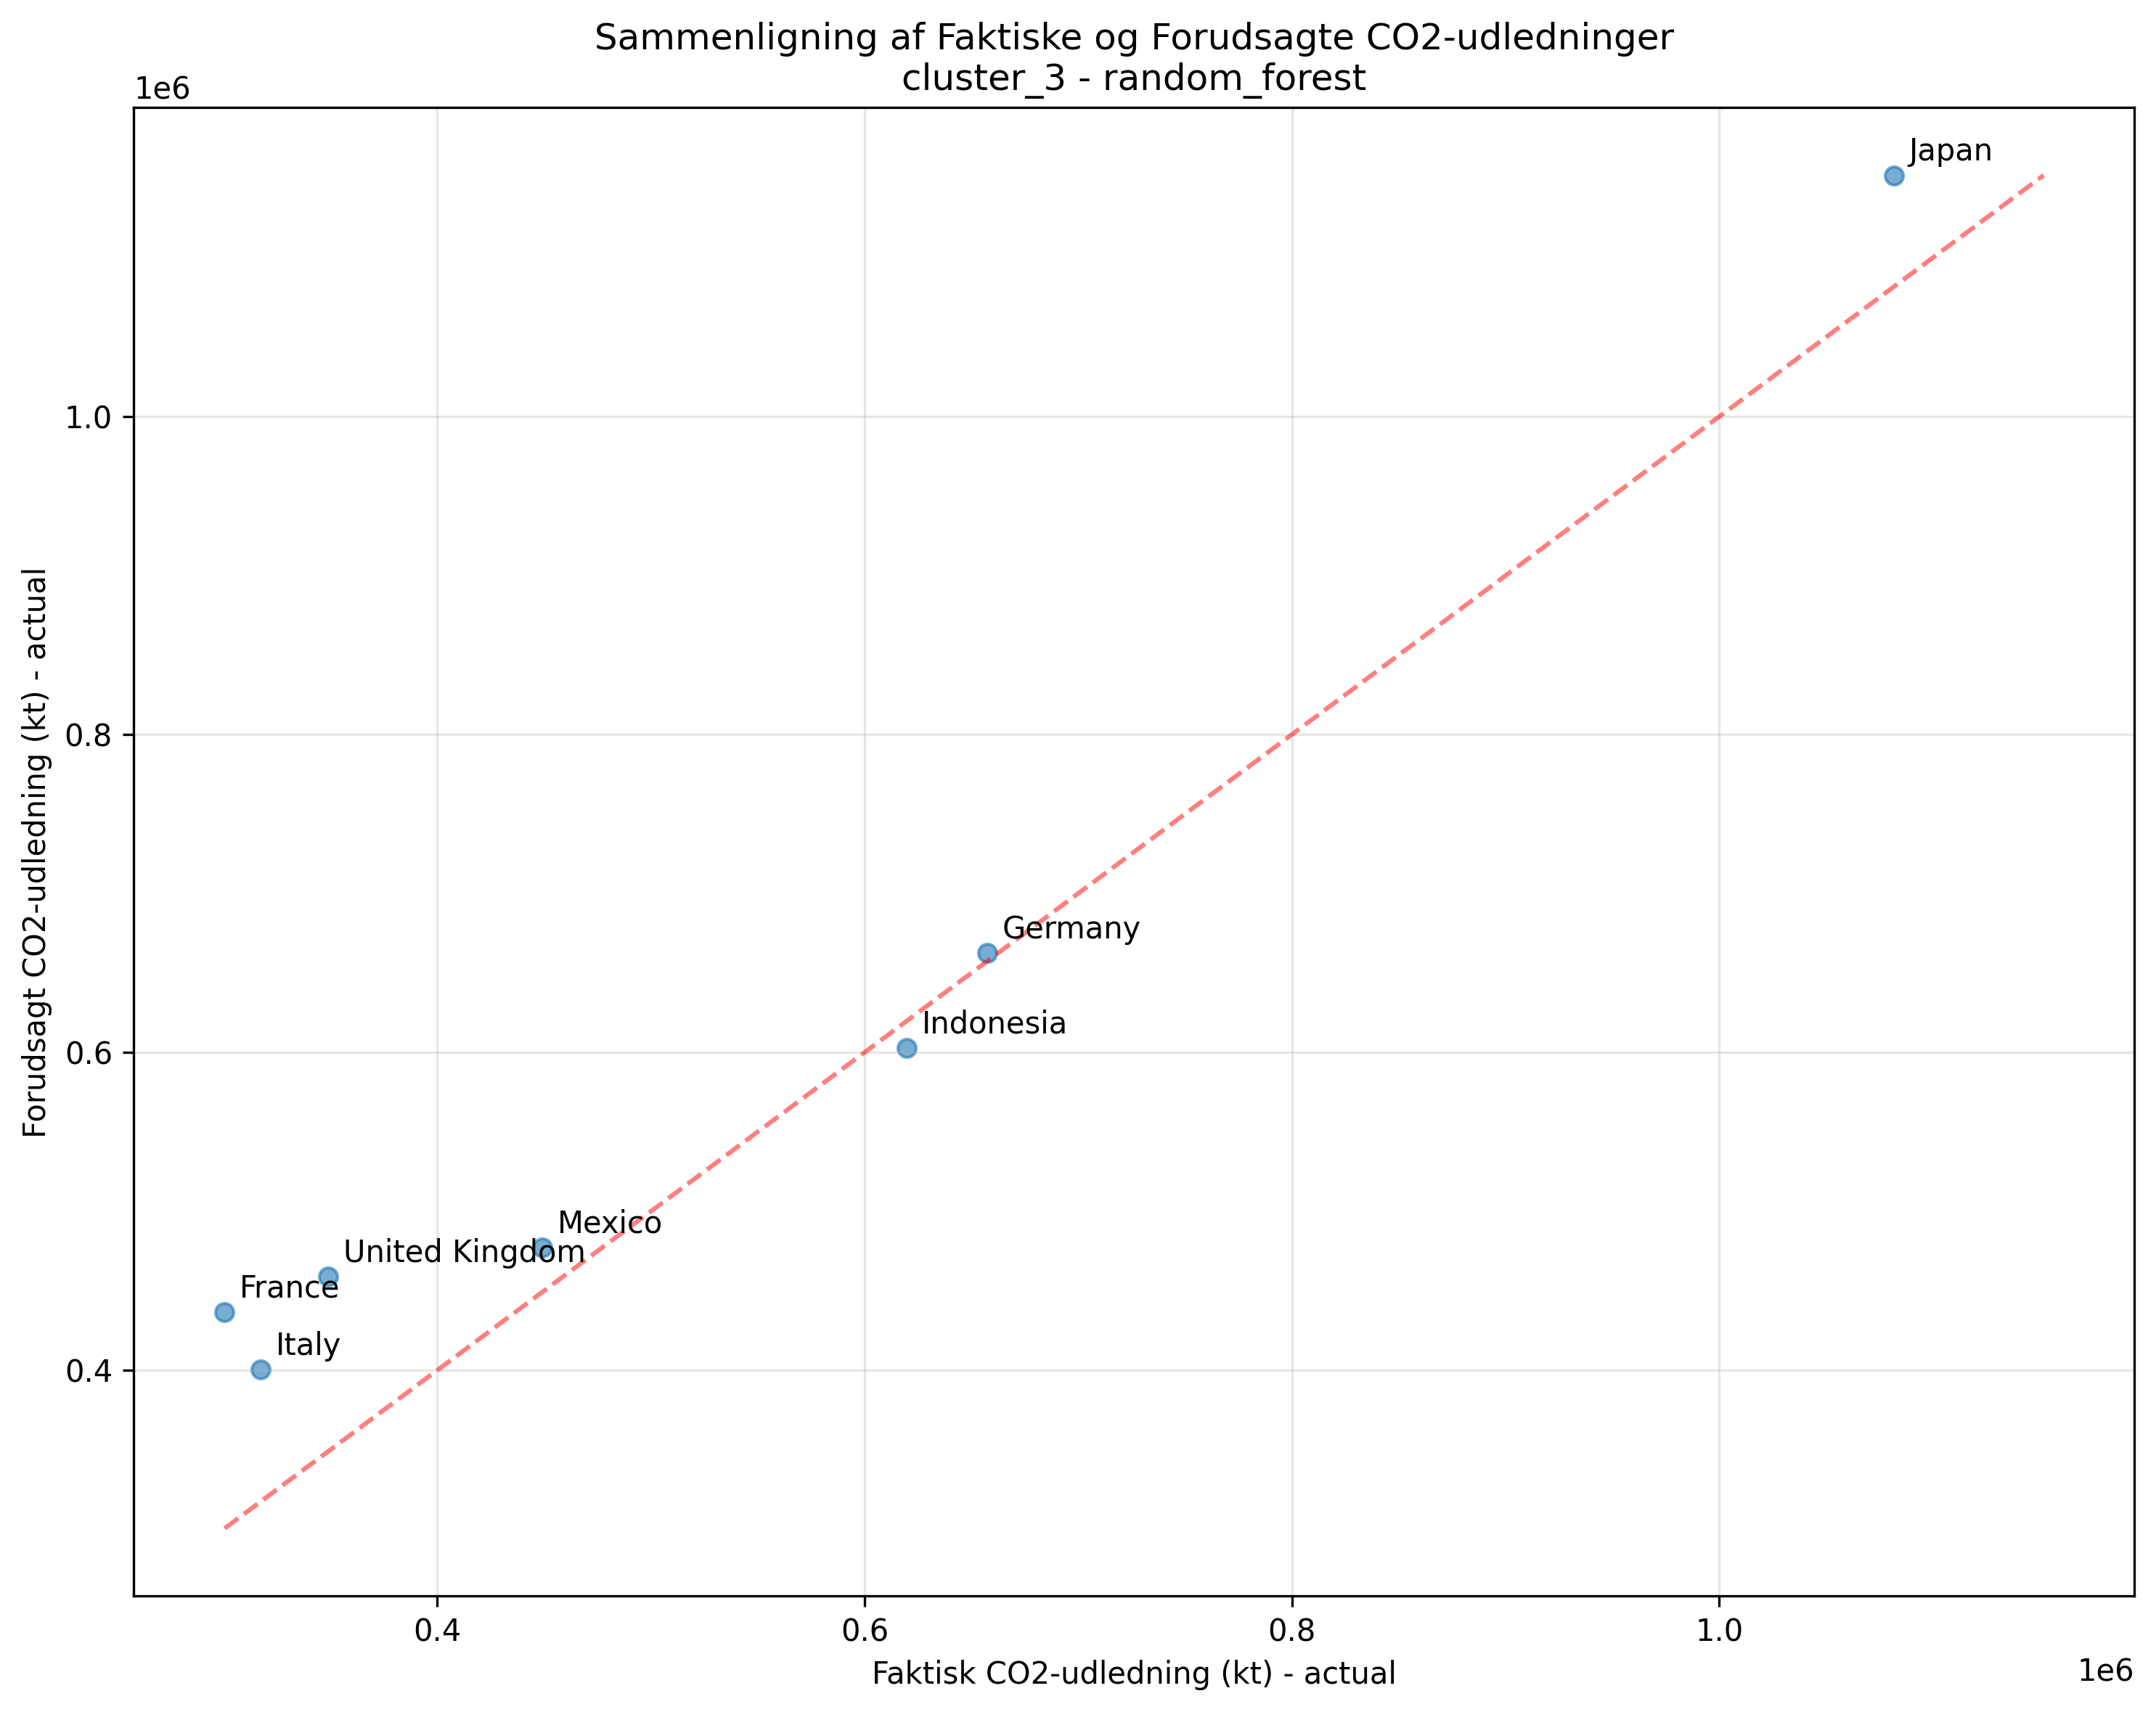 Sammenligning af Faktiske og Forudsagte CO2-udledninger
cluster_3 - random_forest
1e6
Japan
1.0
0.8
Germany
Indonesia
0.6
Mexico
United Kingdom
France
Italy
0.4
Forudsagt CO2-udledning (kt) - actual
0.4
0.6
0.8
1.0
Faktisk CO2-udledning (kt) - actual
1e6